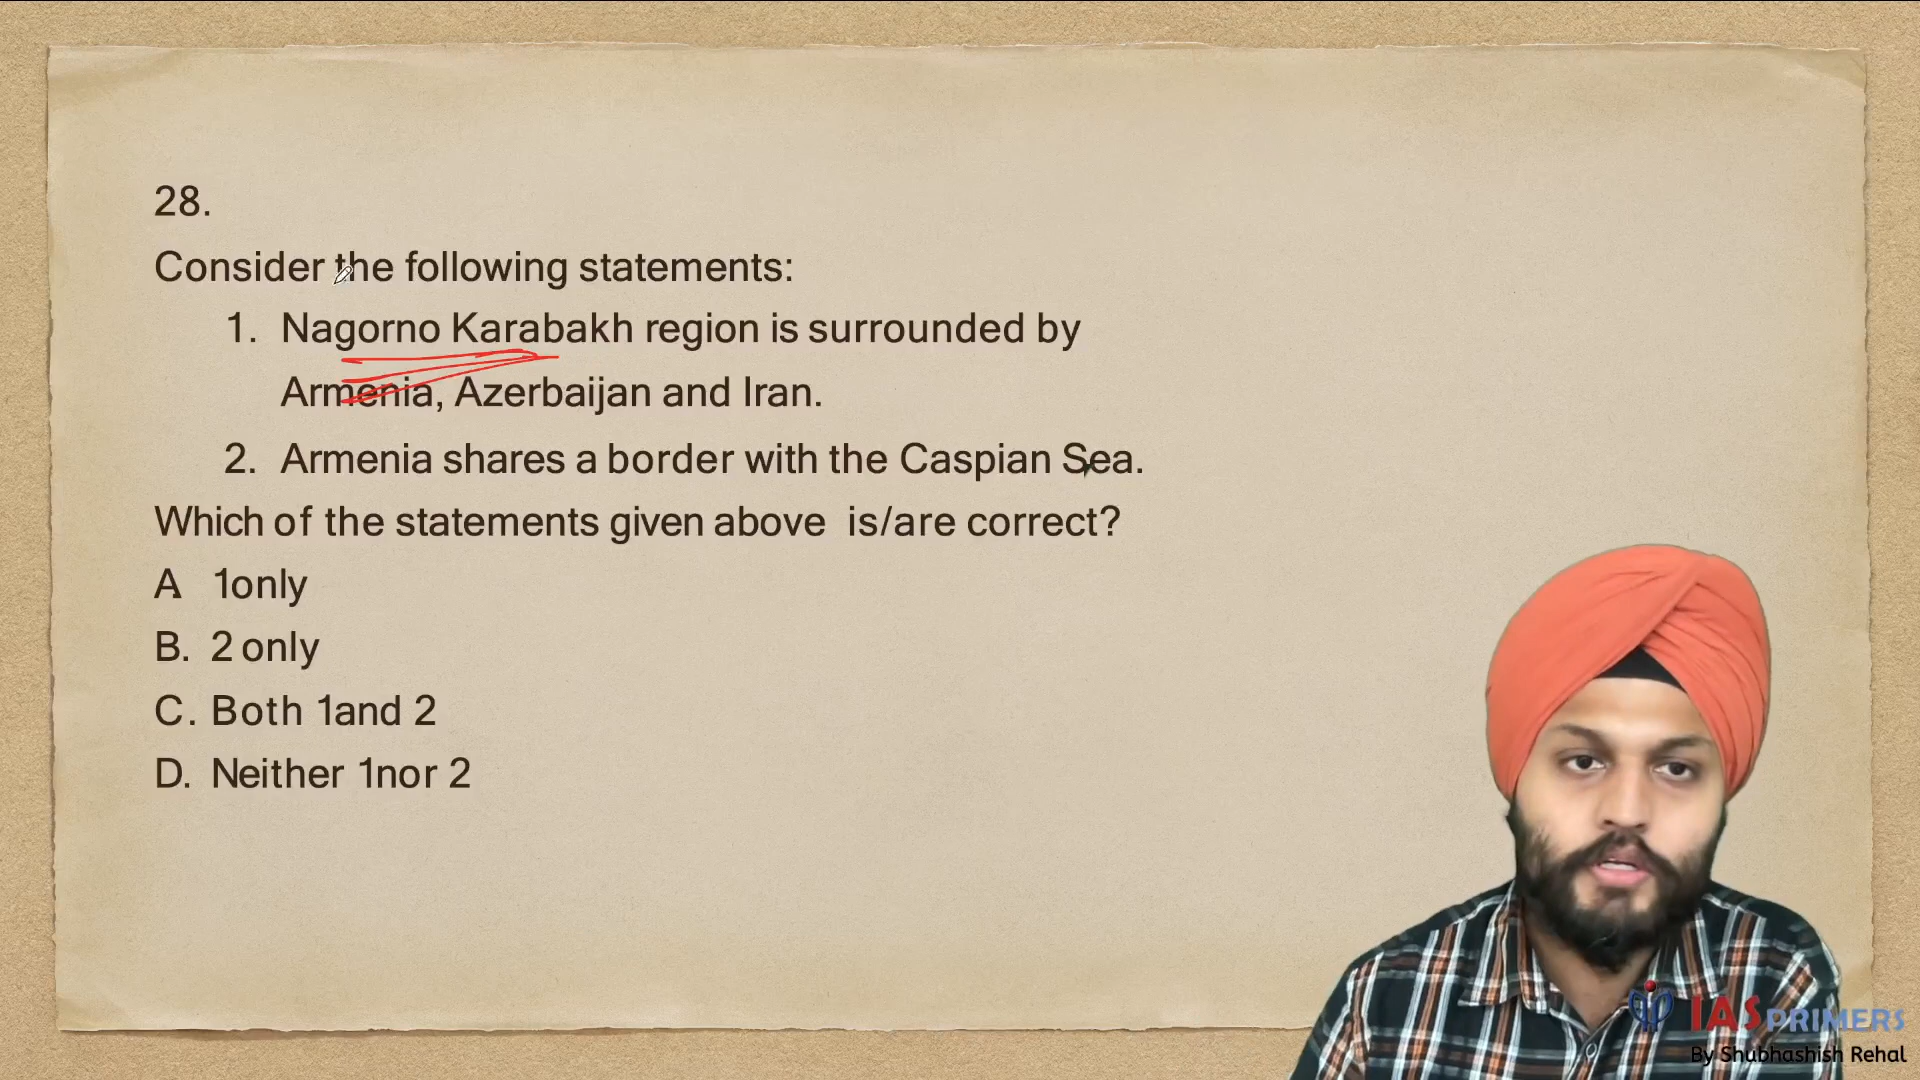 28.
Consider the following statements:
1. Nagorno Karabakh region is surrounded by
Armenia, Azerbaijan and Iran.
2. Armenia shares a border with the Caspian Sea.
Which of the statements given above is/are correct?
A. 1only
B. 2 only
C. Both 1and 2
D. Neither 1nor 2
IAS PRIMERS
By Shubhashish Rehal